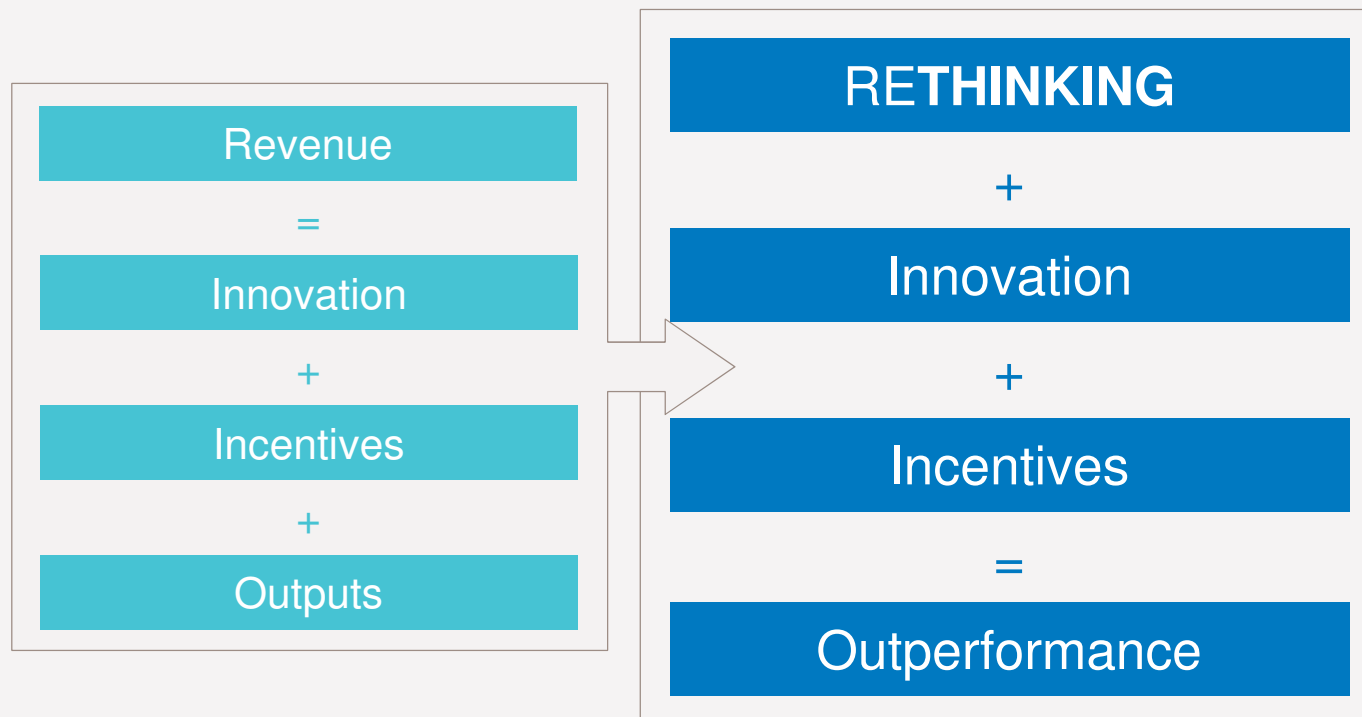 Revenue
=
Innovation
+
Incentives
+
Outputs
RETHINKING
+
Innovation
+
Incentives
=
Outperformance